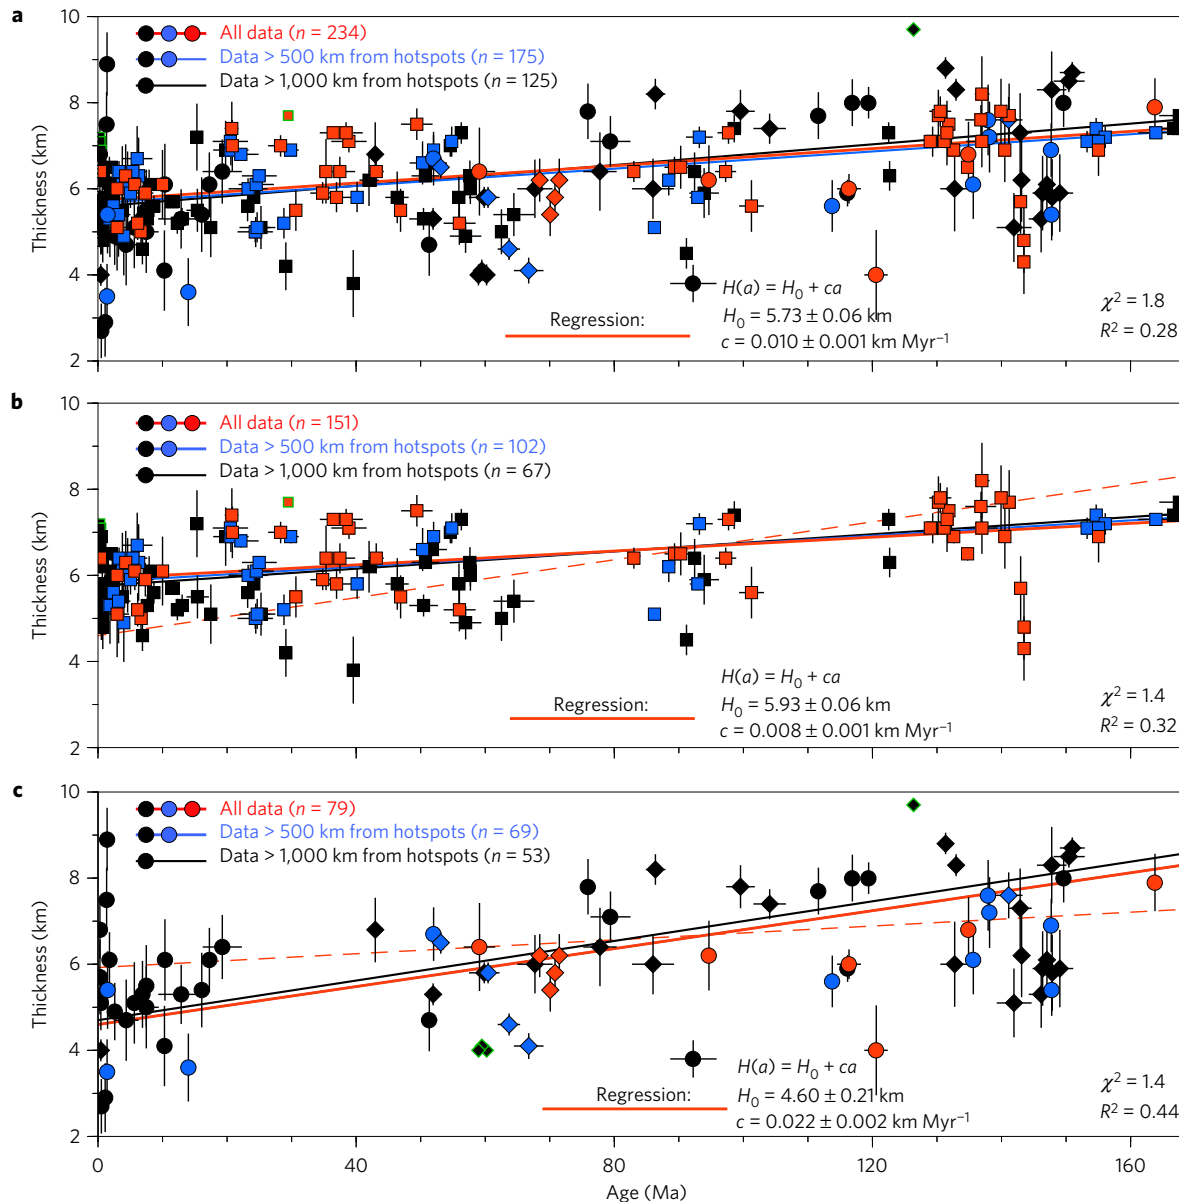 a
10
8
6
4
2
Thickness (km)
All data (n = 234)
Data > 500 km from hotspots (n = 175)
Data > 1,000 km from hotspots (n = 125)
Regression:
H(a) = H₀ + ca
H₀ = 5.73 ± 0.06 km
c = 0.010 ± 0.001 km Myr⁻¹
χ² = 1.8
R² = 0.28
b
10
8
6
4
2
Thickness (km)
All data (n = 151)
Data > 500 km from hotspots (n = 102)
Data > 1,000 km from hotspots (n = 67)
Regression:
H(a) = H₀ + ca
H₀ = 5.93 ± 0.06 km
c = 0.008 ± 0.001 km Myr⁻¹
χ² = 1.4
R² = 0.32
c
10
8
6
4
2
Thickness (km)
All data (n = 79)
Data > 500 km from hotspots (n = 69)
Data > 1,000 km from hotspots (n = 53)
Regression:
H(a) = H₀ + ca
H₀ = 4.60 ± 0.21 km
c = 0.022 ± 0.002 km Myr⁻¹
χ² = 1.4
R² = 0.44
0 40 80 120 160
Age (Ma)